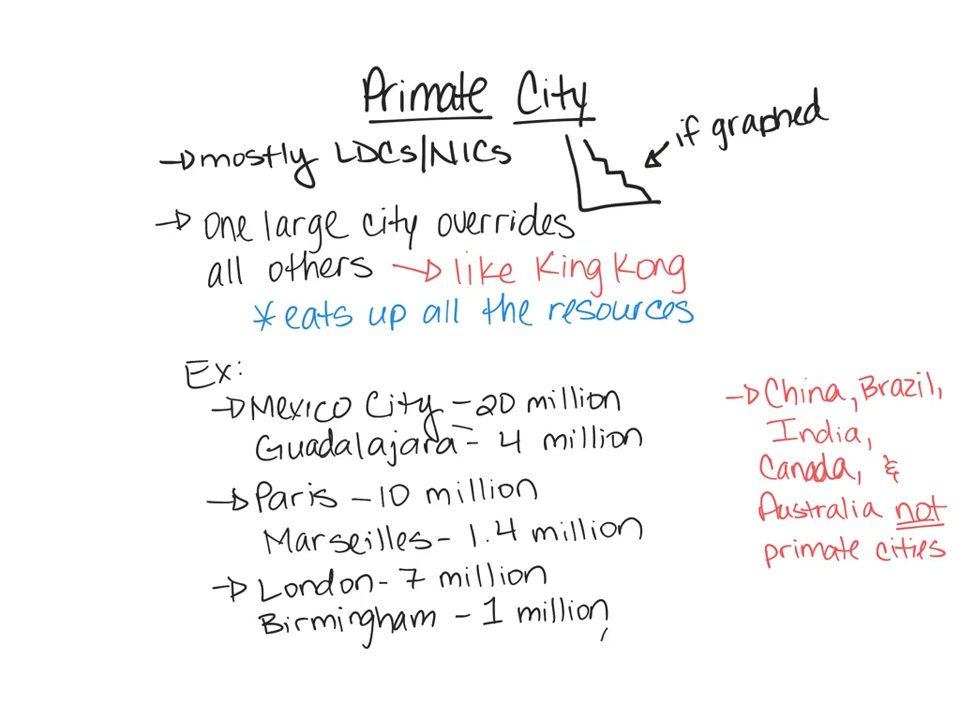 Primate City
→ mostly LDCs/NICs
if graphed
→ One large city overrides
all others → like King Kong
* eats up all the resources
Ex:
→ Mexico City - 20 million
Guadalajara - 4 million
→ Paris - 10 million
Marseilles - 1.4 million
→ London - 7 million
Birmingham - 1 million
→ China, Brazil,
India,
Canada, &
Australia not
primate cities